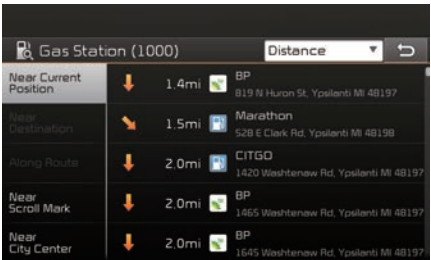 Gas Station (1000)
Distance
Near Current
Position
1.4mi
BP
819 N Huron St, Ypsilanti MI 48197
Near
Destination
1.5mi
Marathon
528 E Clark Rd, Ypsilanti MI 48198
Along Route
2.0mi
CITGO
1420 Washtenaw Rd, Ypsilanti MI 48197
Near
Scroll Mark
2.0mi
BP
1465 Washtenaw Rd, Ypsilanti MI 48197
Near
City Center
2.0mi
BP
1645 Washtenaw Rd, Ypsilanti MI 48197